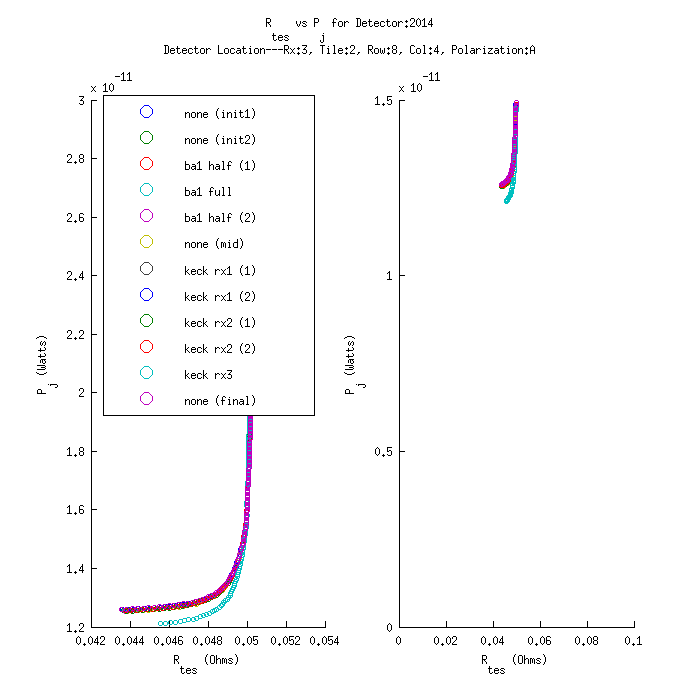 R tes vs P j for Detector:2014
Detector Location---Rx:3, Tile:2, Row:8, Col:4, Polarization:A
x 10-11
3
2.8
2.6
2.4
2.2
2
1.8
1.6
1.4
1.2
P j (Watts)
none (init1)
none (init2)
ba1 half (1)
ba1 full
ba1 half (2)
none (mid)
keck rx1 (1)
keck rx1 (2)
keck rx2 (1)
keck rx2 (2)
keck rx3
none (final)
0.042 0.044 0.046 0.048 0.05 0.052 0.054
R tes (Ohms)
x 10-11
1.5
1
0.5
0
P j (Watts)
0 0.02 0.04 0.06 0.08 0.1
R tes (Ohms)